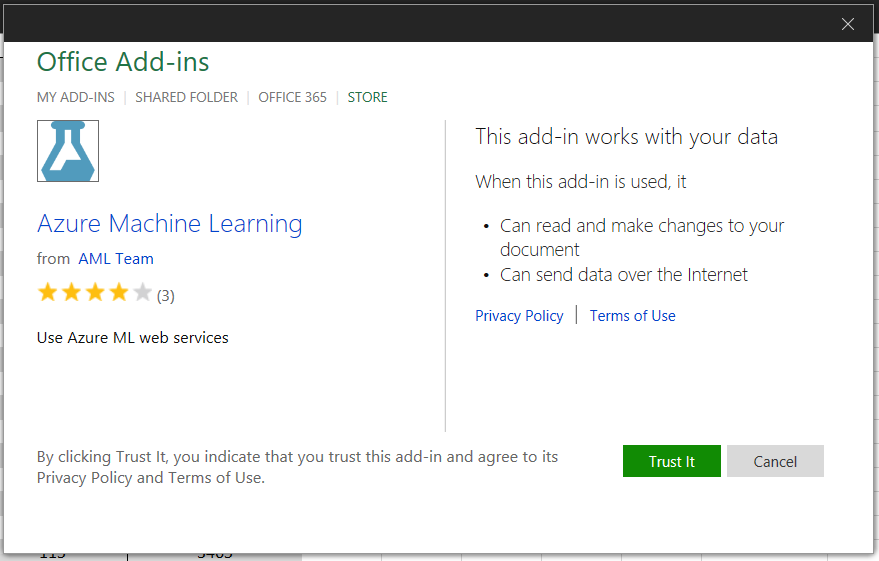 Office Add-ins
MY ADD-INS | SHARED FOLDER | OFFICE 365 | STORE
Azure Machine Learning
from AML Team
(3)
Use Azure ML web services
This add-in works with your data
When this add-in is used, it
• Can read and make changes to your
document
• Can send data over the Internet
Privacy Policy | Terms of Use
By clicking Trust It, you indicate that you trust this add-in and agree to its
Privacy Policy and Terms of Use.
Trust It
Cancel